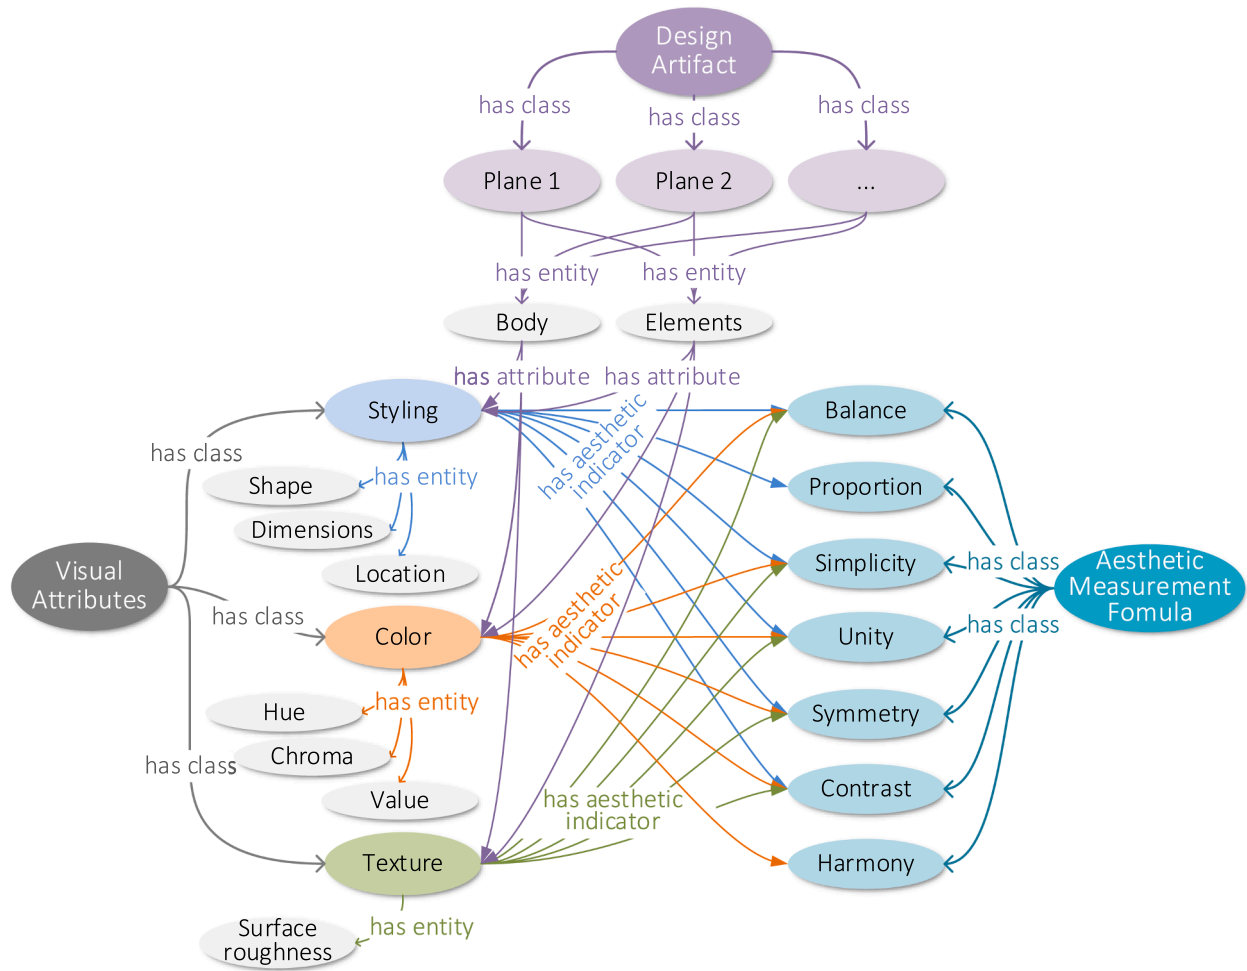 Design
Artifact
has class
has class
has class
Plane 1
Plane 2
...
has entity
has entity
Body
Elements
has attribute
has attribute
Styling
Balance
has class
has entity
has aesthetic
indicator
Shape
Proportion
Dimensions
Location
Simplicity
has class
Visual
Attributes
Aesthetic
Measurement
Fomula
has class
has class
Color
has aesthetic
indicator
Unity
has entity
Hue
Symmetry
Chroma
has class
Value
Contrast
has aesthetic
indicator
Texture
Harmony
has entity
Surface
roughness